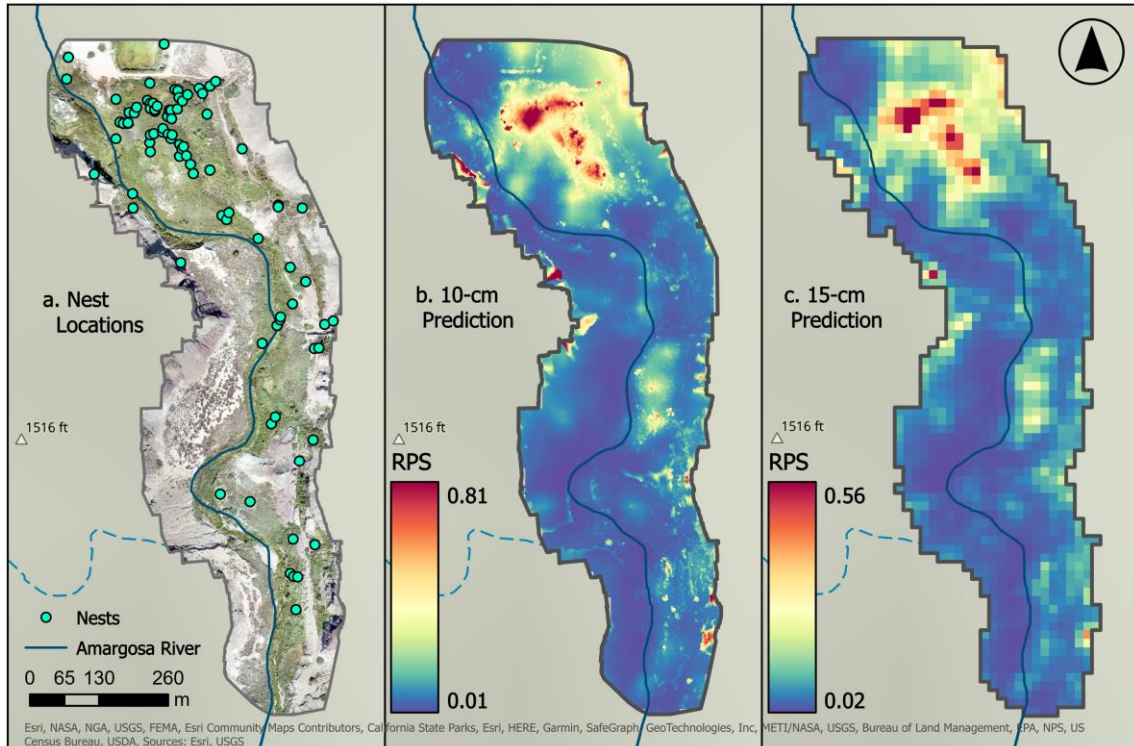 a. Nest
Locations
1516 ft
Nests
Amargosa River
0 65 130 260
m
b. 10-cm
Prediction
1516 ft
RPS
0.81
0.01
c. 15-cm
Prediction
1516 ft
RPS
0.56
0.02
Esri, NASA, NGA, USGS, FEMA, Esri Community Maps Contributors, California State Parks, Esri, HERE, Garmin, SafeGraph, GeoTechnologies, Inc, METI/NASA, USGS, Bureau of Land Management, EPA, NPS, US
Census Bureau, USDA, Sources: Esri, USGS